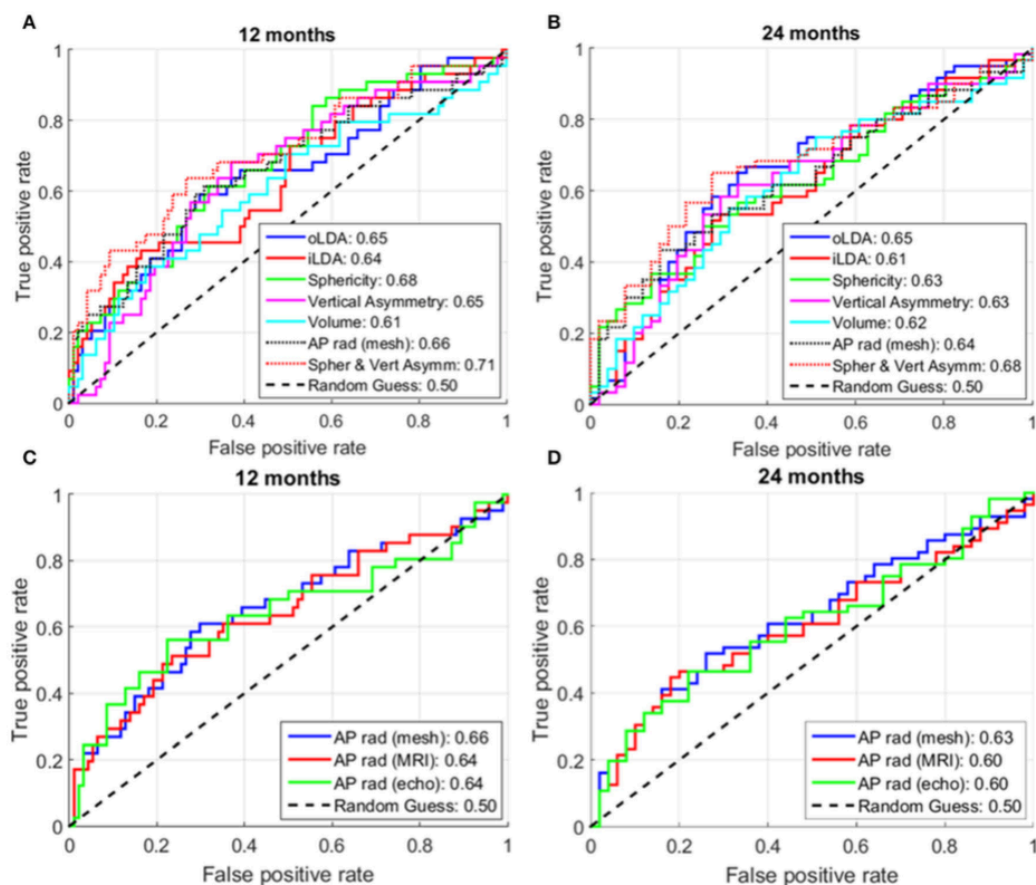 A
12 months
True positive rate
1
0.8
0.6
0.4
0.2
0
oLDA: 0.65
iLDA: 0.64
Sphericity: 0.68
Vertical Asymmetry: 0.65
Volume: 0.61
AP rad (mesh): 0.66
Spher & Vert Asymm: 0.71
Random Guess: 0.50
0 0.2 0.4 0.6 0.8 1
False positive rate
B
24 months
True positive rate
1
0.8
0.6
0.4
0.2
0
oLDA: 0.65
iLDA: 0.61
Sphericity: 0.63
Vertical Asymmetry: 0.63
Volume: 0.62
AP rad (mesh): 0.64
Spher & Vert Asymm: 0.68
Random Guess: 0.50
0 0.2 0.4 0.6 0.8 1
False positive rate
C
12 months
True positive rate
1
0.8
0.6
0.4
0.2
0
AP rad (mesh): 0.66
AP rad (MRI): 0.64
AP rad (echo): 0.64
Random Guess: 0.50
0 0.2 0.4 0.6 0.8 1
False positive rate
D
24 months
True positive rate
1
0.8
0.6
0.4
0.2
0
AP rad (mesh): 0.63
AP rad (MRI): 0.60
AP rad (echo): 0.60
Random Guess: 0.50
0 0.2 0.4 0.6 0.8 1
False positive rate